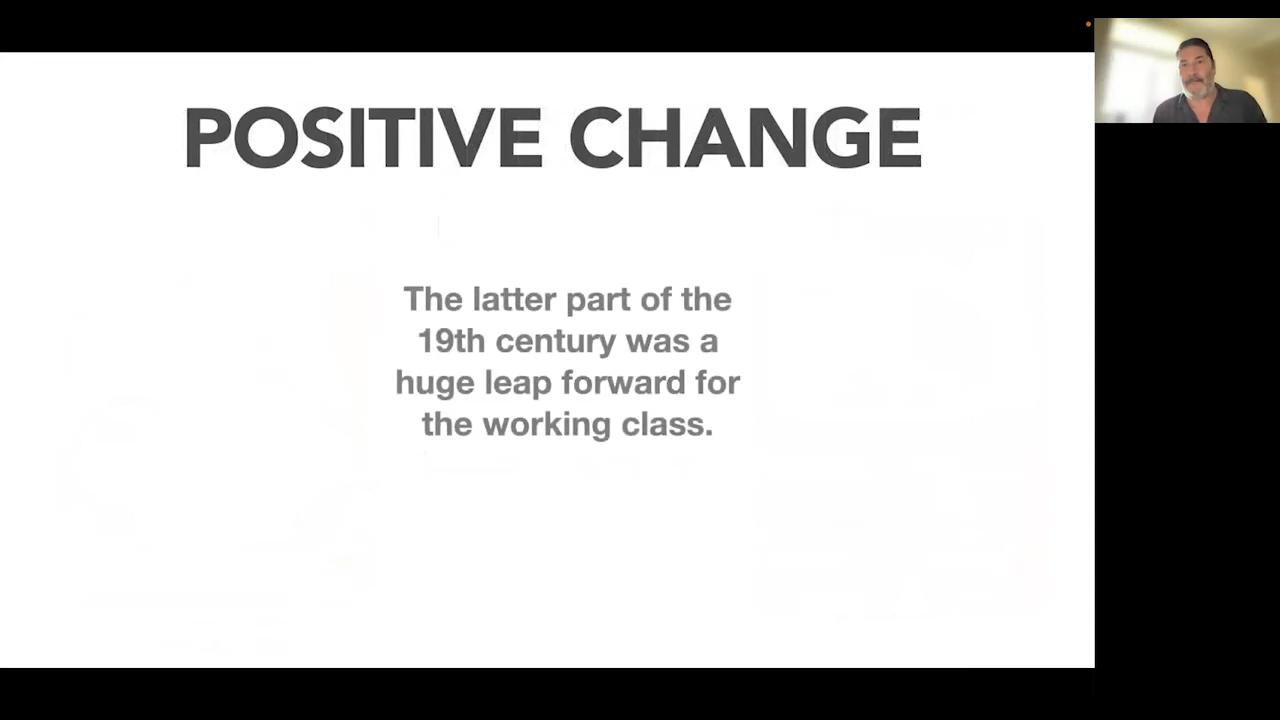 POSITIVE CHANGE
The latter part of the
19th century was a
huge leap forward for
the working class.